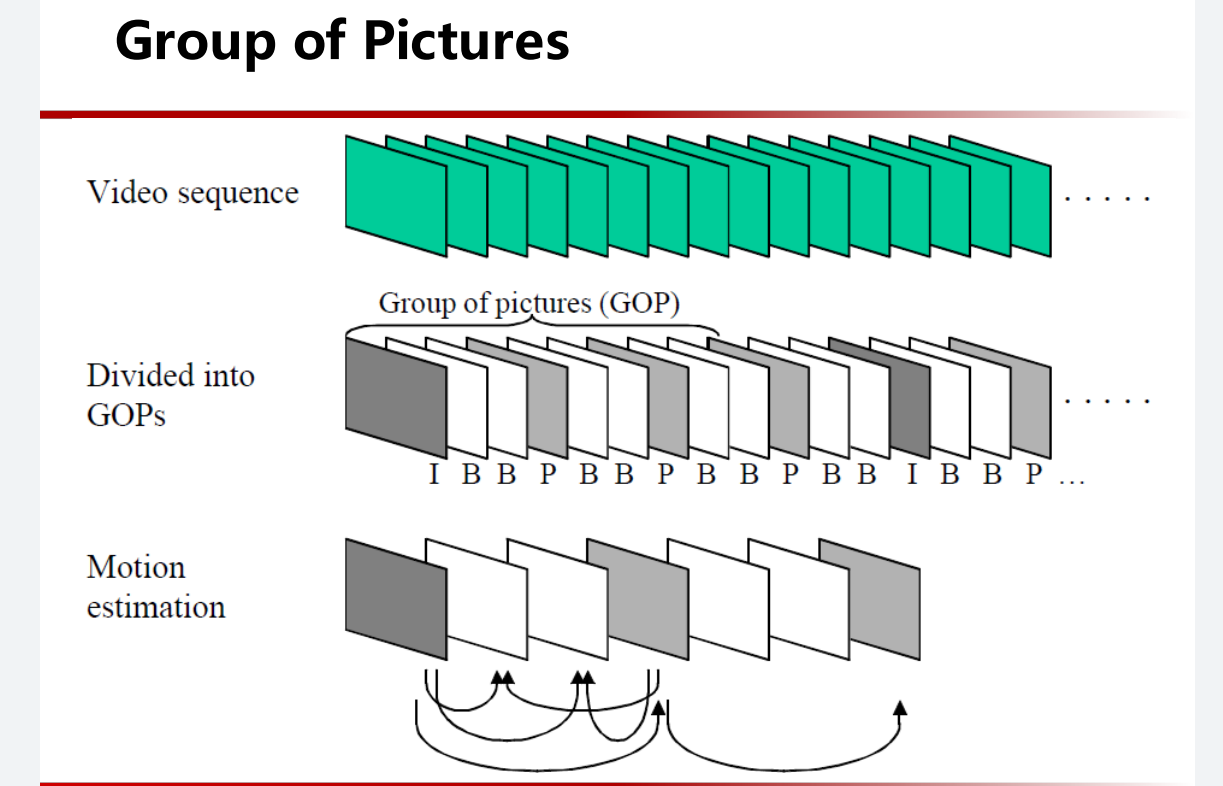 Group of Pictures
Video sequence
. . . . .
Group of pictures (GOP)
Divided into
GOPs
. . . . .
I B B P B B P B B P B B I B B P ...
Motion
estimation